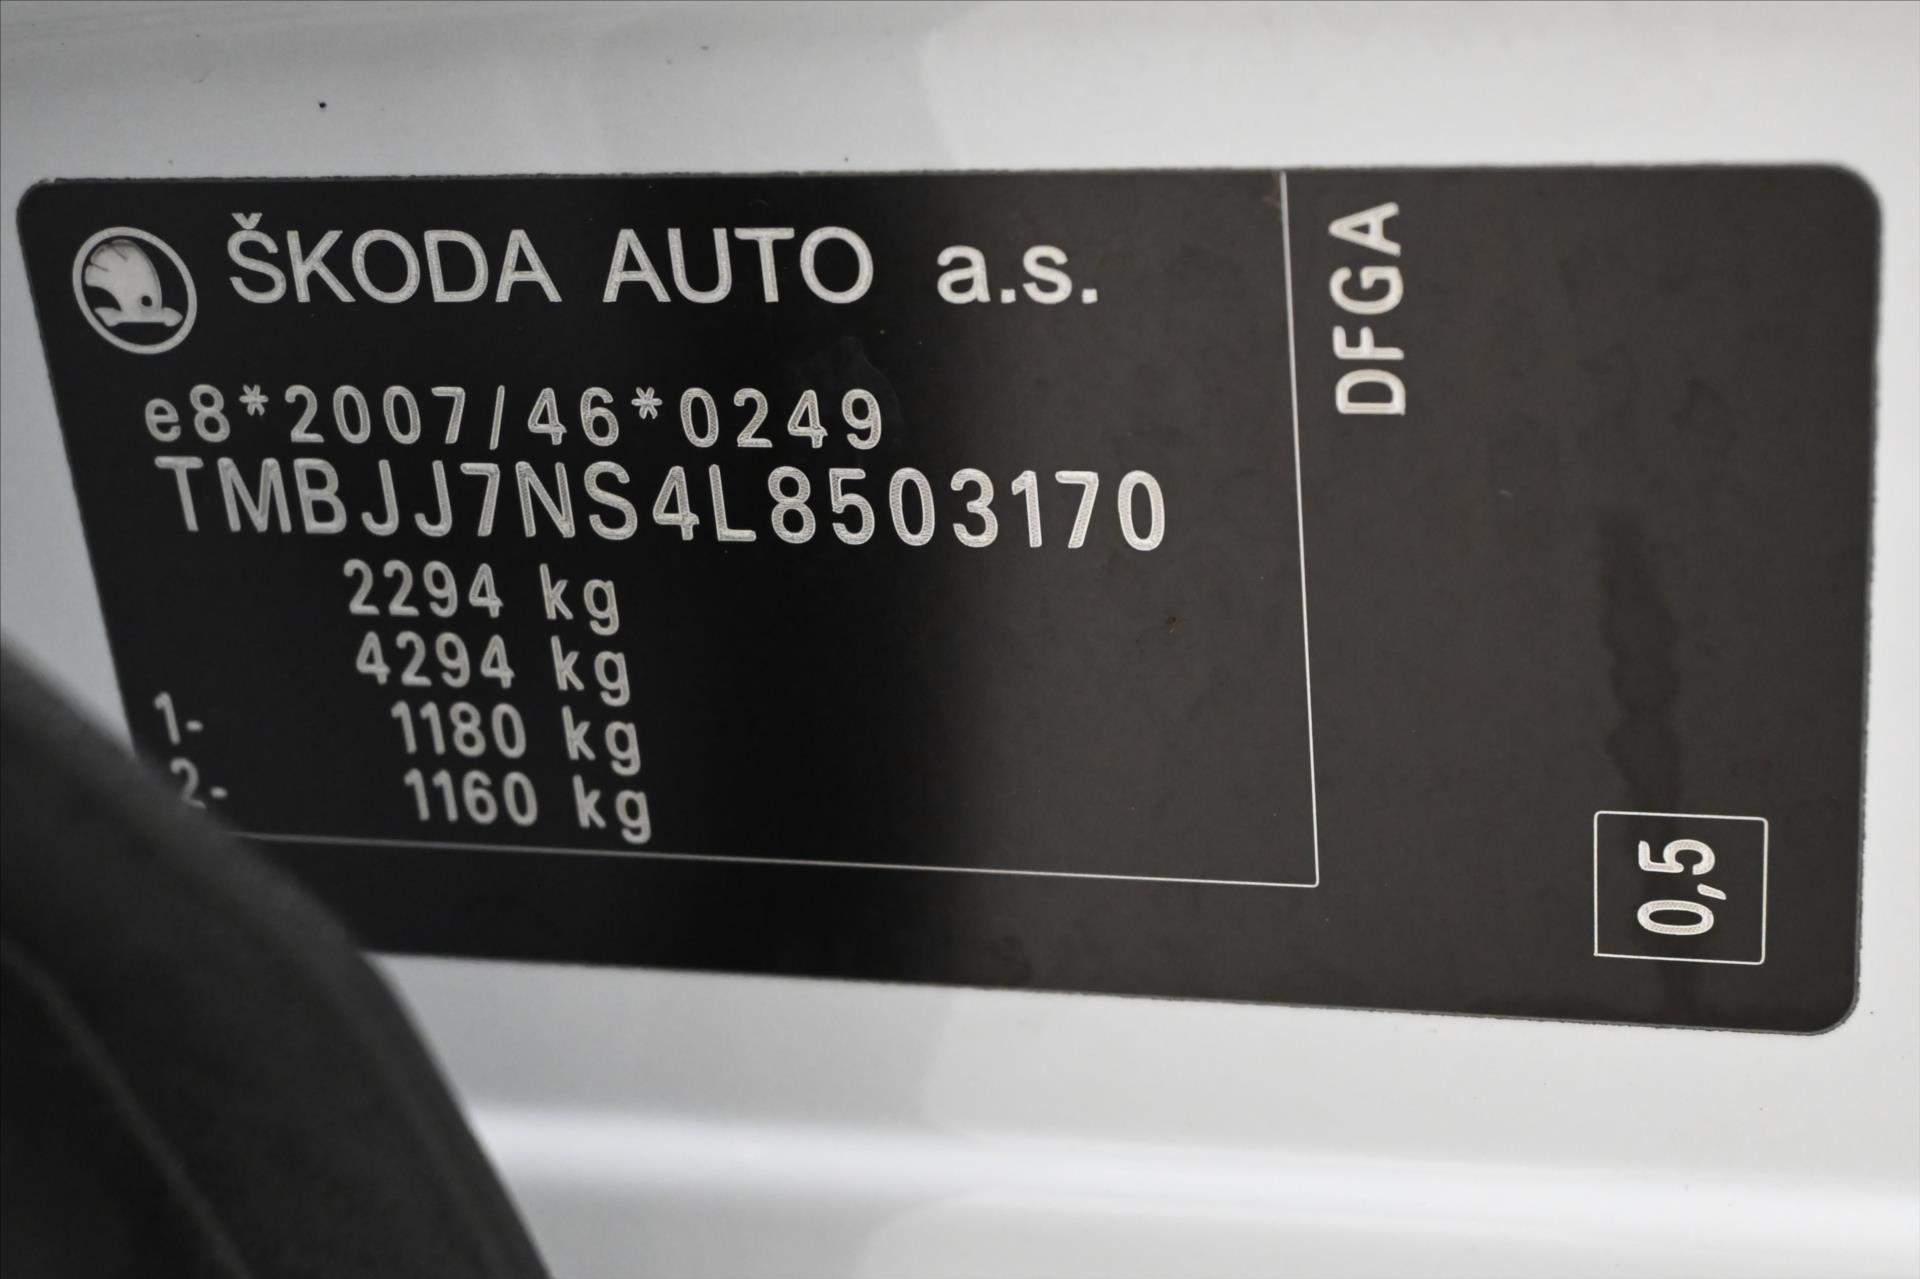 ŠKODA AUTO a.s.
e8*2007/46*0249
TMBJJ7NS4L8503170
2294 kg
4294 kg
1- 1180 kg
2- 1160 kg
DFGA
0,5